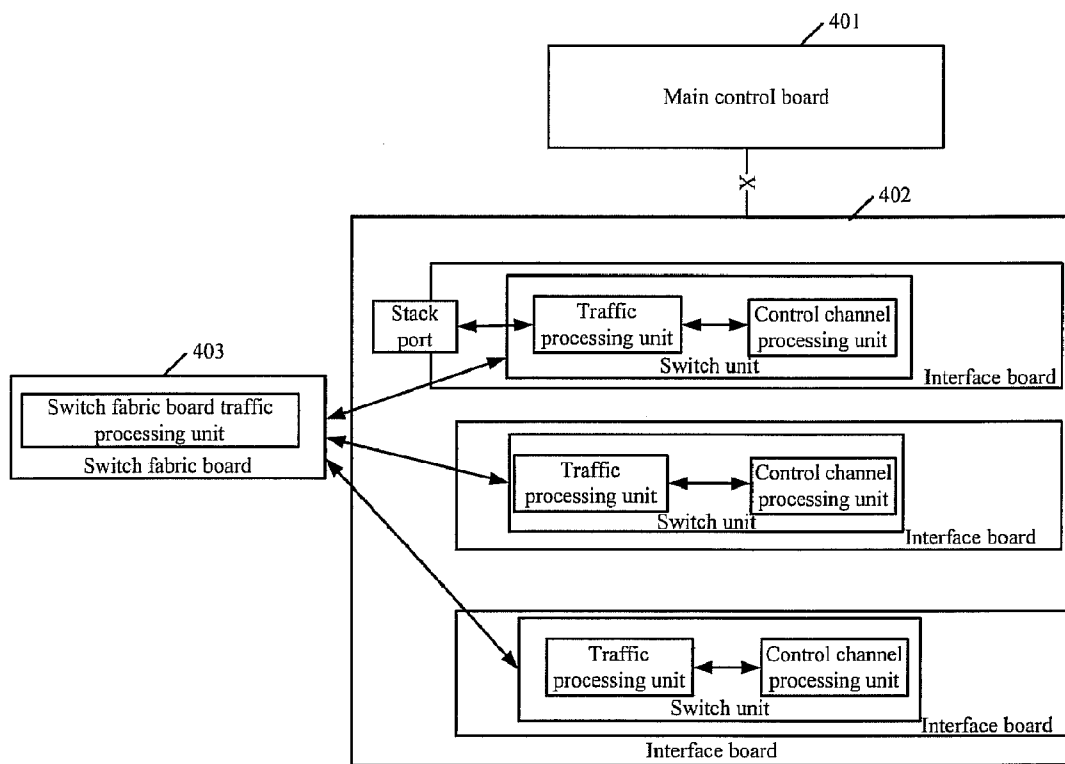 401
Main control board
X
402
Stack
port
Traffic
processing unit
Control channel
processing unit
Switch unit
Interface board
403
Switch fabric board traffic
processing unit
Switch fabric board
Traffic
processing unit
Control channel
processing unit
Switch unit
Interface board
Traffic
processing unit
Control channel
processing unit
Switch unit
Interface board
Interface board